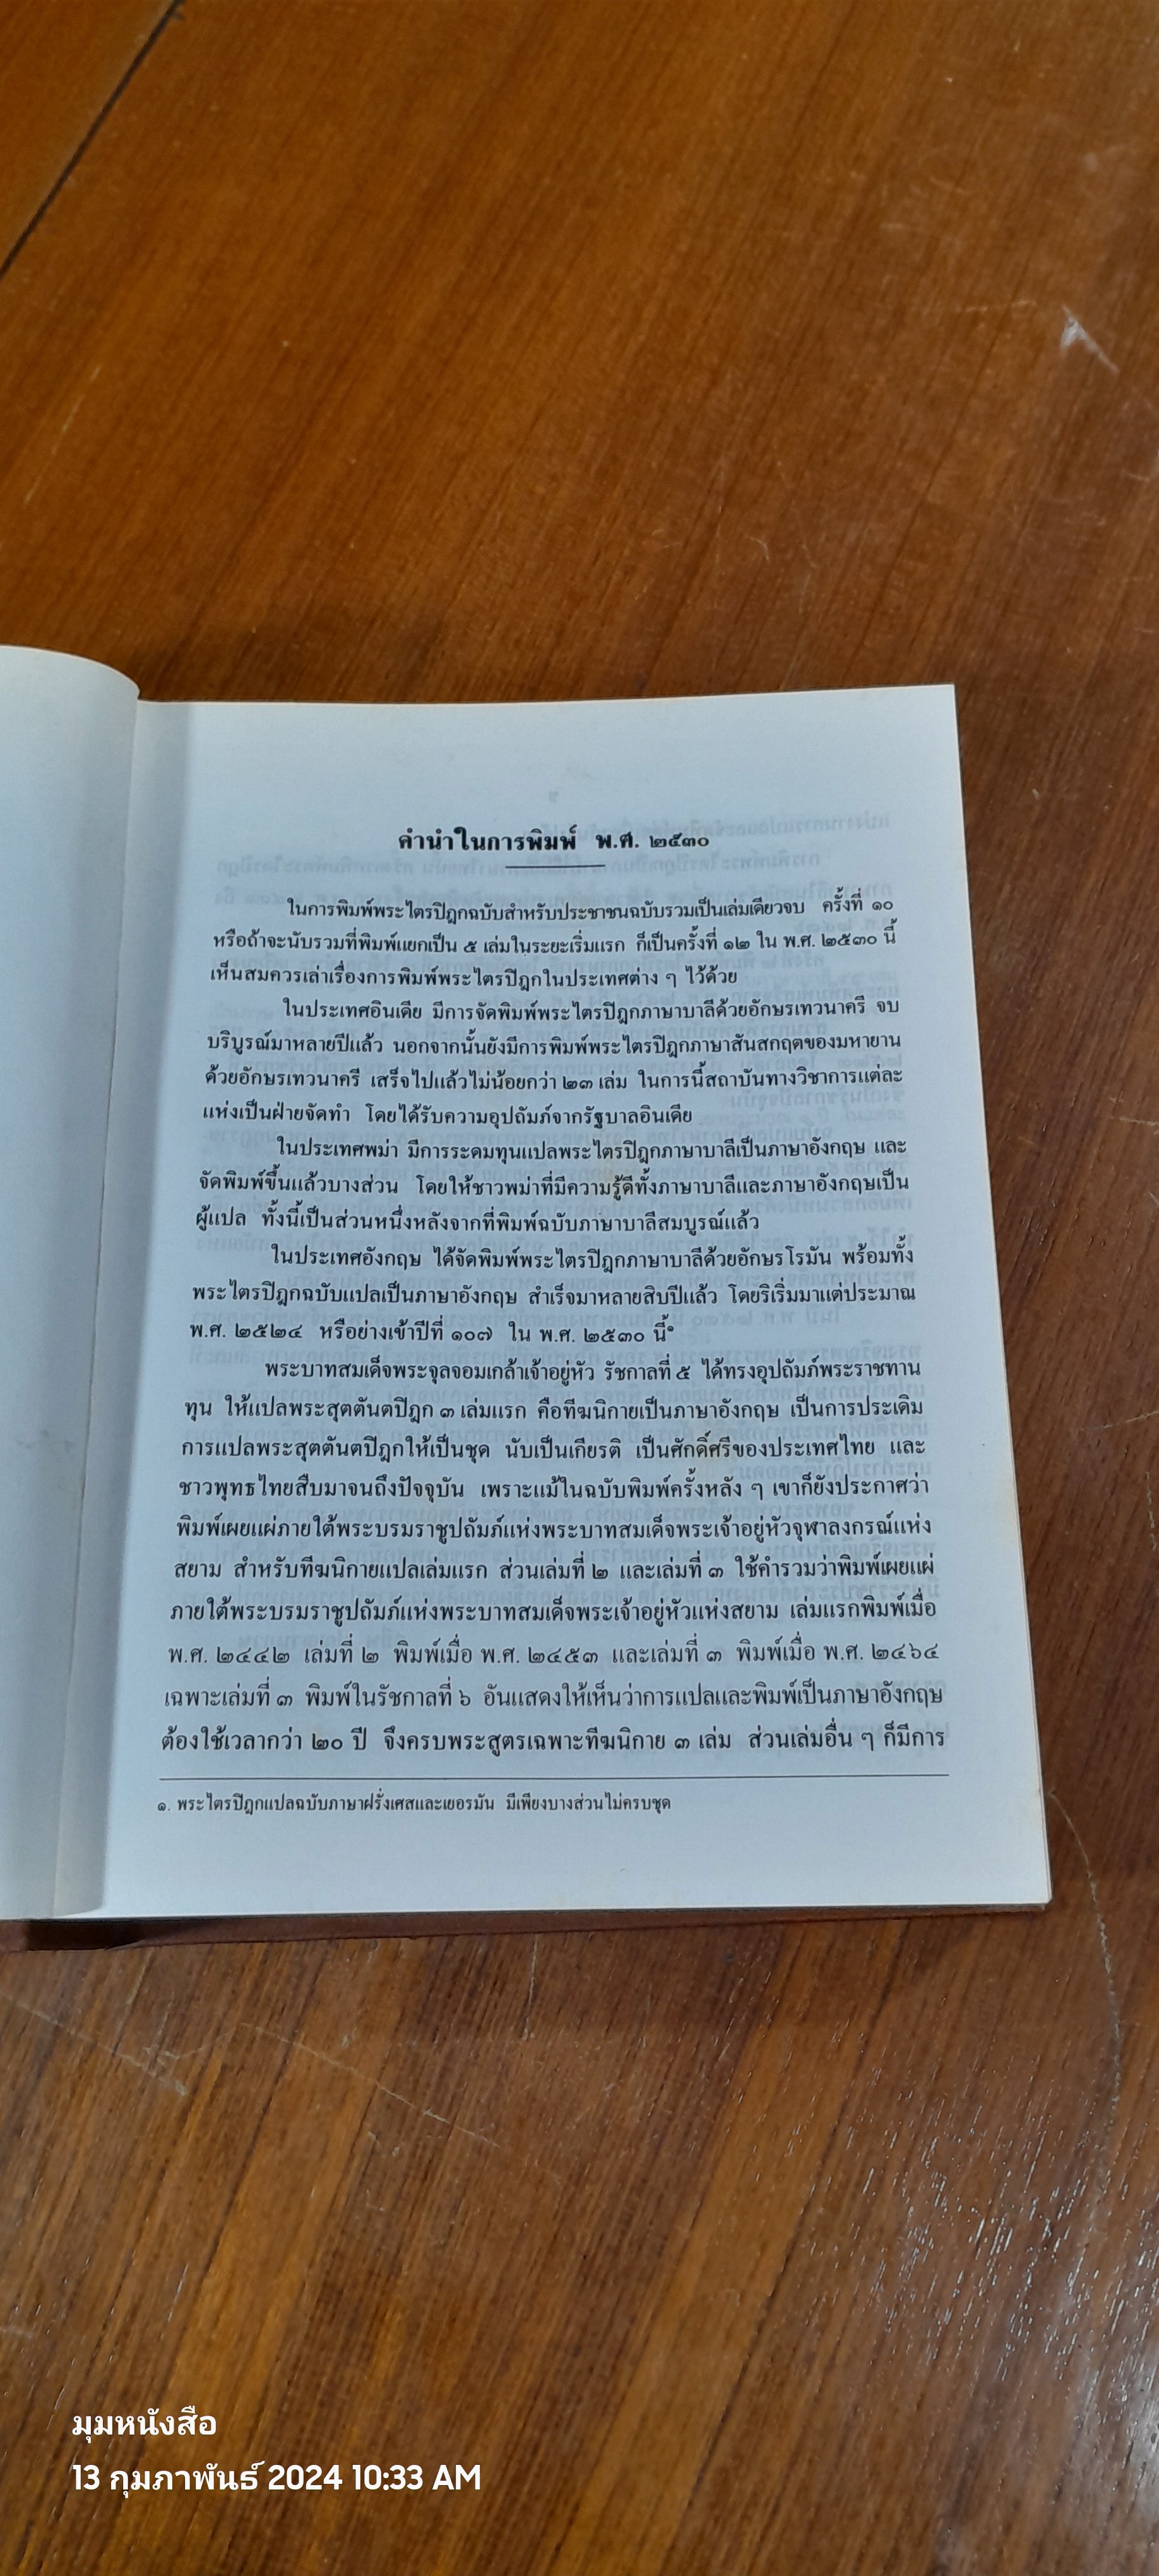 คำนำในการพิมพ์ พ.ศ. ๒๕๓๐
ในการพิมพ์พระไตรปิฎกฉบับสำหรับประชาชนฉบับรวมเป็นเล่มเดียวจบ ครั้งที่ ๑๐
หรือถ้าจะนับรวมที่พิมพ์แยกเป็น ๕ เล่มในระยะเริ่มแรก ก็เป็นครั้งที่ ๑๒ ใน พ.ศ. ๒๕๓๐ นี้
เห็นสมควรเล่าเรื่องการพิมพ์พระไตรปิฎกในประเทศต่าง ๆ ไว้ด้วย
ในประเทศอินเดีย มีการจัดพิมพ์พระไตรปิฎกภาษาบาลีด้วยอักษรเทวนาครี จบ
บริบูรณ์มาหลายปีแล้ว นอกจากนั้นยังมีการพิมพ์พระไตรปิฎกภาษาสันสกฤตของมหายาน
ด้วยอักษรเทวนาครี เสร็จไปแล้วไม่น้อยกว่า ๒๓ เล่ม ในการนี้สถาบันทางวิชาการแต่ละ
แห่งเป็นฝ่ายจัดทำ โดยได้รับความอุปถัมภ์จากรัฐบาลอินเดีย
ในประเทศพม่า มีการระดมทุนแปลพระไตรปิฎกภาษาบาลีเป็นภาษาอังกฤษ และ
จัดพิมพ์ขึ้นแล้วบางส่วน โดยให้ชาวพม่าที่มีความรู้ดีทั้งภาษาบาลีและภาษาอังกฤษเป็น
ผู้แปล ทั้งนี้เป็นส่วนหนึ่งหลังจากที่พิมพ์ฉบับภาษาบาลีสมบูรณ์แล้ว
ในประเทศอังกฤษ ได้จัดพิมพ์พระไตรปิฎกภาษาบาลีด้วยอักษรโรมัน พร้อมทั้ง
พระไตรปิฎกฉบับแปลเป็นภาษาอังกฤษ สำเร็จมาหลายสิบปีแล้ว โดยริเริ่มมาแต่ประมาณ
พ.ศ. ๒๕๒๔ หรือย่างเข้าปีที่ ๑๐๗ ใน พ.ศ. ๒๕๓๐ นี้๑
พระบาทสมเด็จพระจุลจอมเกล้าเจ้าอยู่หัว รัชกาลที่ ๕ ได้ทรงอุปถัมภ์พระราชทาน
ทุน ให้แปลพระสุตตันตปิฎก ๓ เล่มแรก คือทีฆนิกายเป็นภาษาอังกฤษ เป็นการประเดิม
การแปลพระสุตตันตปิฎกให้เป็นชุด นับเป็นเกียรติ เป็นศักดิ์ศรีของประเทศไทย และ
ชาวพุทธไทยสืบมาจนถึงปัจจุบัน เพราะแม้ในฉบับพิมพ์ครั้งหลัง ๆ เขาก็ยังประกาศว่า
พิมพ์เผยแผ่ภายใต้พระบรมราชูปถัมภ์แห่งพระบาทสมเด็จพระเจ้าอยู่หัวจุฬาลงกรณ์แห่ง
สยาม สำหรับทีฆนิกายแปลเล่มแรก ส่วนเล่มที่ ๒ และเล่มที่ ๓ ใช้คำรวมว่าพิมพ์เผยแผ่
ภายใต้พระบรมราชูปถัมภ์แห่งพระบาทสมเด็จพระเจ้าอยู่หัวแห่งสยาม เล่มแรกพิมพ์เมื่อ
พ.ศ. ๒๔๔๒ เล่มที่ ๒ พิมพ์เมื่อ พ.ศ. ๒๔๕๓ และเล่มที่ ๓ พิมพ์เมื่อ พ.ศ. ๒๔๖๔
เฉพาะเล่มที่ ๓ พิมพ์ในรัชกาลที่ ๖ อันแสดงให้เห็นว่าการแปลและพิมพ์เป็นภาษาอังกฤษ
ต้องใช้เวลากว่า ๒๐ ปี จึงครบพระสูตรเฉพาะทีฆนิกาย ๓ เล่ม ส่วนเล่มอื่น ๆ ก็มีการ
๑. พระไตรปิฎกแปลฉบับภาษาฝรั่งเศสและเยอรมัน มีเพียงบางส่วนไม่ครบชุด
มุมหนังสือ
13 กุมภาพันธ์ 2024 10:33 AM